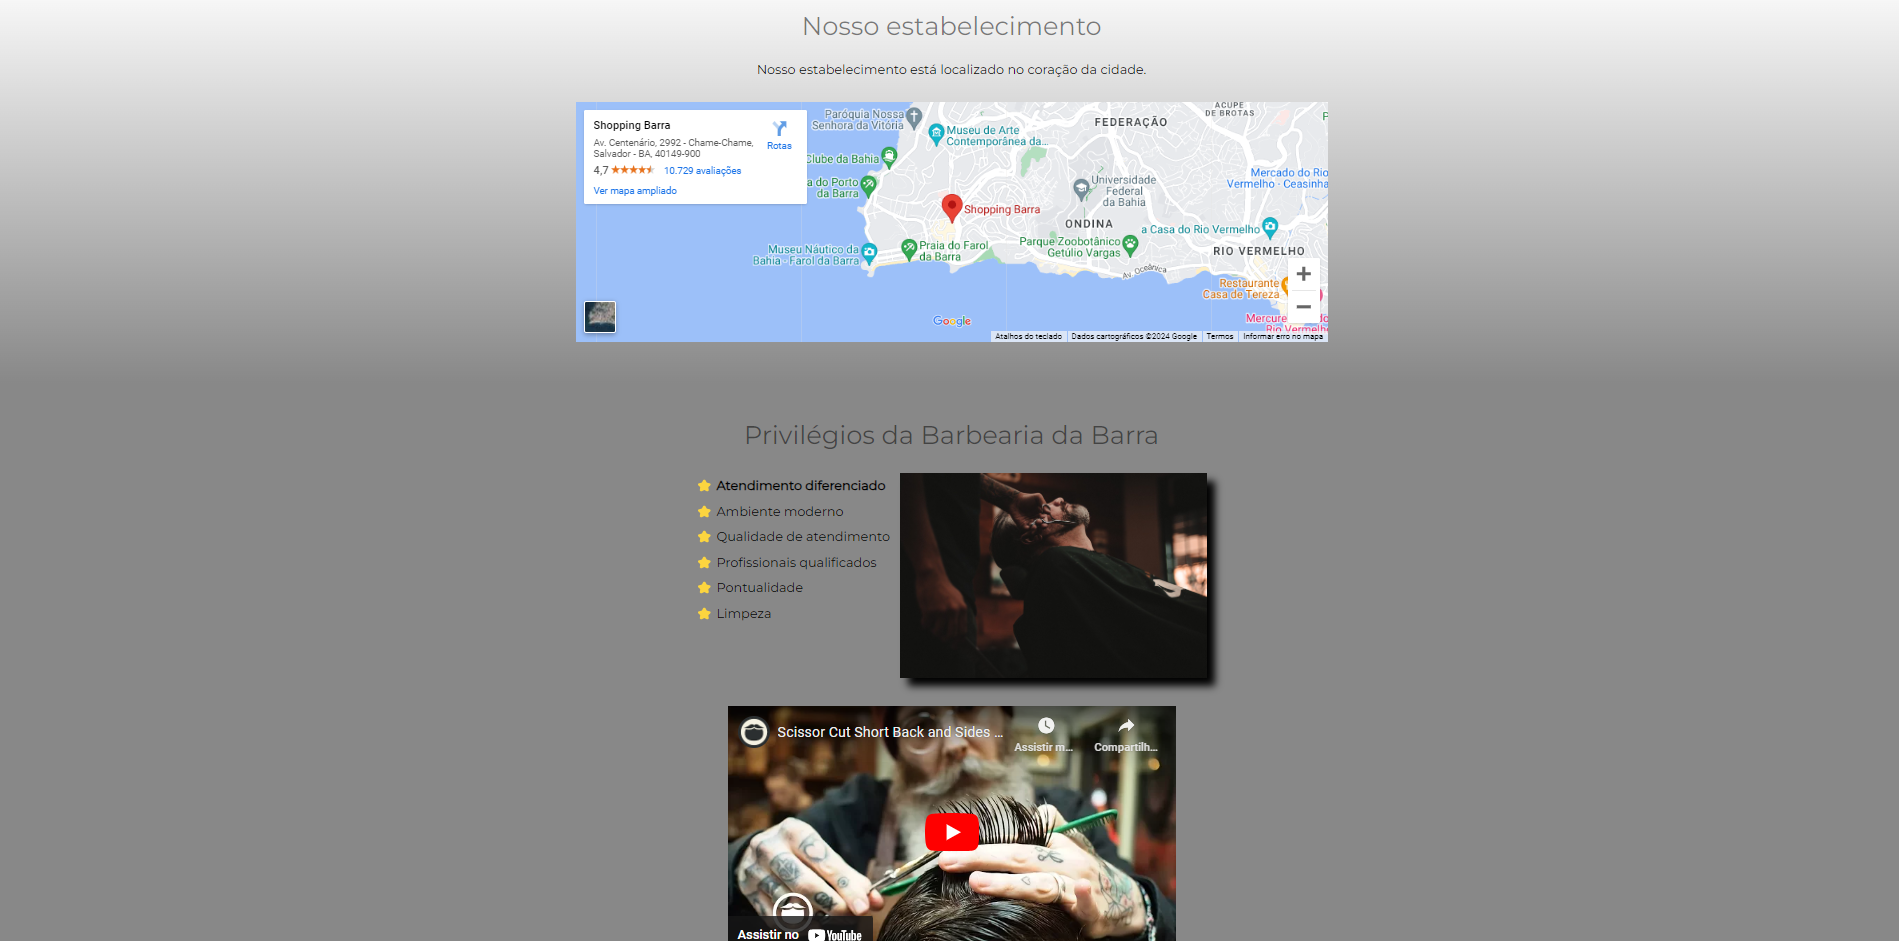 Nosso estabelecimento
Nosso estabelecimento está localizado no coração da cidade.
Shopping Barra
Av. Centenário, 2992 - Chame-Chame,
Salvador - BA, 40149-900
4,7
10.729 avaliações
Ver mapa ampliado
Rotas
Paróquia Nossa
Senhora da Vitória
Museu de Arte
Contemporânea da...
FEDERAÇÃO
ACUPE
DE BROTAS
Clube da Bahia
a do Porto
da Barra
Universidade
Federal
da Bahia
Mercado do Rio
Vermelho - Ceasinha
Shopping Barra
ONDINA
a Casa do Rio Vermelho
Museu Náutico da
Bahia - Farol da Barra
Praia do Farol
da Barra
Parque Zoobotânico
Getúlio Vargas
RIO VERMELHO
Av. Oceânica
Restaurante
Casa de Tereza
Google
Rio Vermelh
Atalhos do teclado
Dados cartográficos ©2024 Google
Termos
Informar erro no mapa
Privilégios da Barbearia da Barra
Atendimento diferenciado
Ambiente moderno
Qualidade de atendimento
Profissionais qualificados
Pontualidade
Limpeza
Scissor Cut Short Back and Sides ...
Assistir m...
Compartilh...
Assistir no YouTube